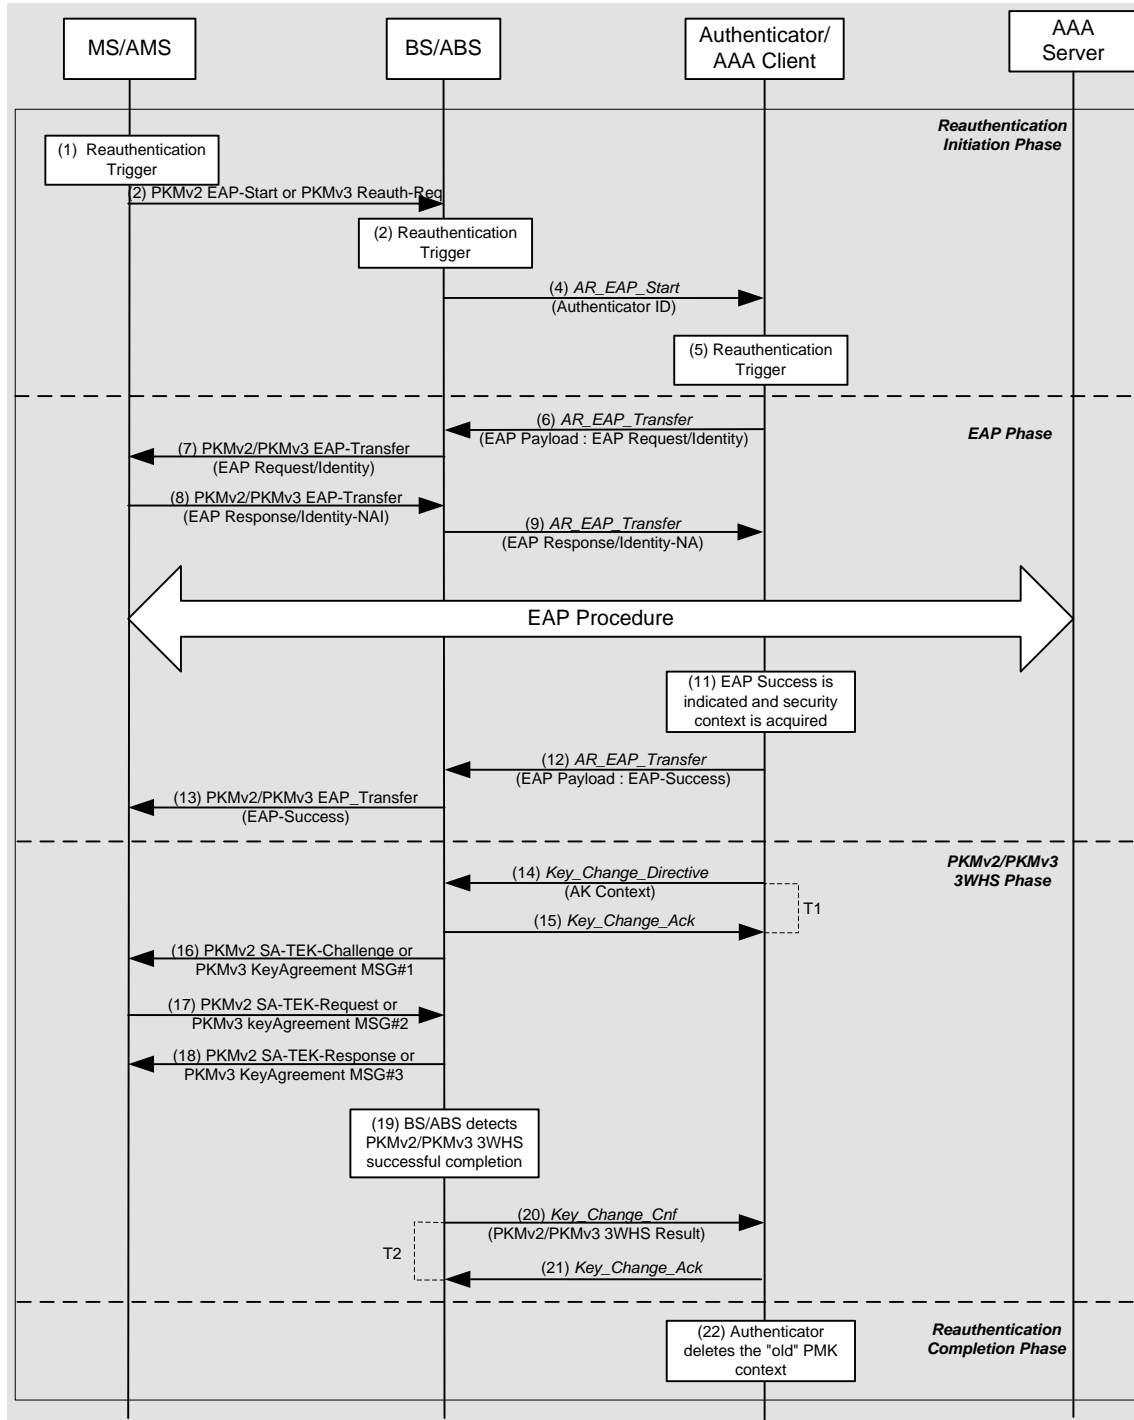 MS/AMS
BS/ABS
Authenticator/
AAA Client
AAA
Server
Reauthentication
Initiation Phase
(1) Reauthentication
Trigger
(2) PKMv2 EAP-Start or PKMv3 Reauth-Req
(2) Reauthentication
Trigger
(4) AR_EAP_Start
(Authenticator ID)
(5) Reauthentication
Trigger
EAP Phase
(6) AR_EAP_Transfer
(EAP Payload : EAP Request/Identity)
(7) PKMv2/PKMv3 EAP-Transfer
(EAP Request/Identity)
(8) PKMv2/PKMv3 EAP-Transfer
(EAP Response/Identity-NAI)
(9) AR_EAP_Transfer
(EAP Response/Identity-NA)
EAP Procedure
(11) EAP Success is
indicated and security
context is acquired
(12) AR_EAP_Transfer
(EAP Payload : EAP-Success)
(13) PKMv2/PKMv3 EAP_Transfer
(EAP-Success)
PKMv2/PKMv3
3WHS Phase
(14) Key_Change_Directive
(AK Context)
T1
(15) Key_Change_Ack
(16) PKMv2 SA-TEK-Challenge or
PKMv3 KeyAgreement MSG#1
(17) PKMv2 SA-TEK-Request or
PKMv3 keyAgreement MSG#2
(18) PKMv2 SA-TEK-Response or
PKMv3 KeyAgreement MSG#3
(19) BS/ABS detects
PKMv2/PKMv3 3WHS
successful completion
(20) Key_Change_Cnf
(PKMv2/PKMv3 3WHS Result)
T2
(21) Key_Change_Ack
(22) Authenticator
deletes the "old" PMK
context
Reauthentication
Completion Phase